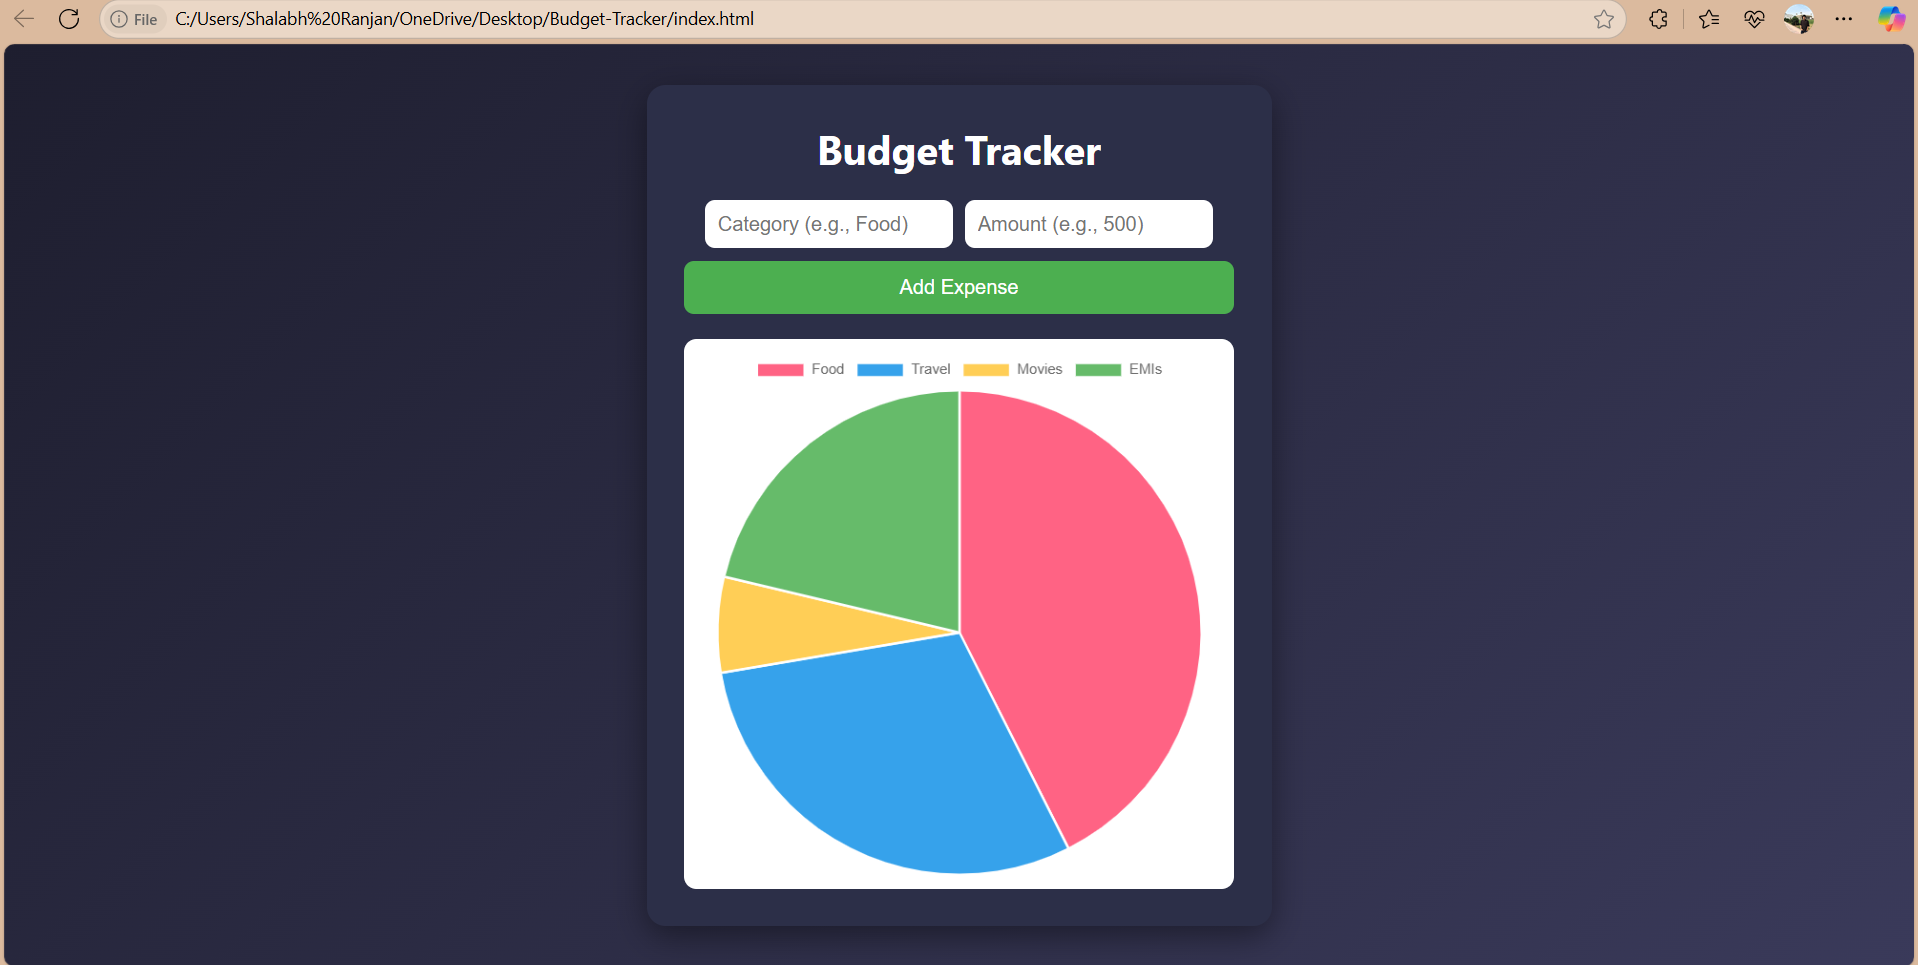 File C:/Users/Shalabh%20Ranjan/OneDrive/Desktop/Budget-Tracker/index.html
Budget Tracker
Category (e.g., Food) Amount (e.g., 500)
Add Expense
Food Travel Movies EMIs